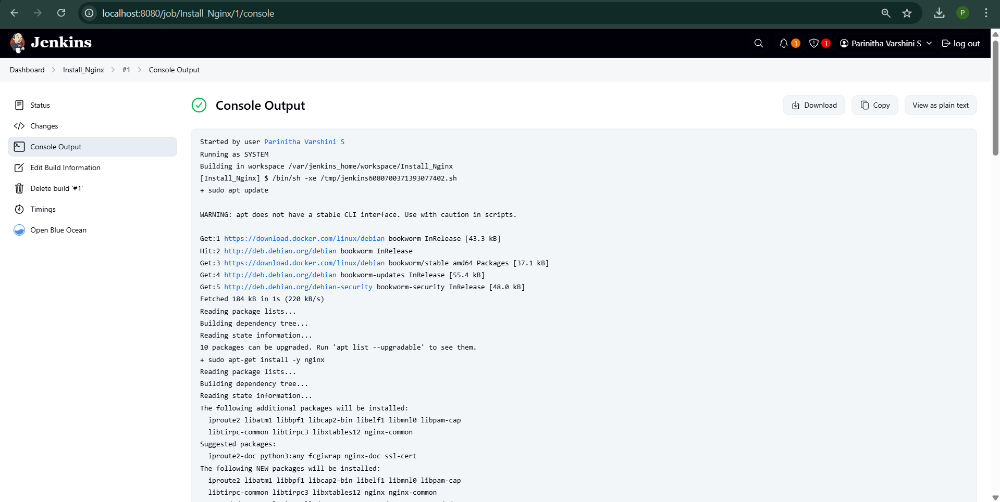 localhost:8080/job/Install_Nginx/1/console
P
Jenkins
1
1
Parinitha Varshini S
log out
Dashboard
Install_Nginx
#1
Console Output
Status
Changes
Console Output
Edit Build Information
Delete build ‘#1’
Timings
Open Blue Ocean
Console Output
Download
Copy
View as plain text
Started by user Parinitha Varshini S
Running as SYSTEM
Building in workspace /var/jenkins_home/workspace/Install_Nginx
[Install_Nginx] $ /bin/sh -xe /tmp/jenkins6080700371393077402.sh
+ sudo apt update
WARNING: apt does not have a stable CLI interface. Use with caution in scripts.
Get:1 https://download.docker.com/linux/debian bookworm InRelease [43.3 kB]
Hit:2 http://deb.debian.org/debian bookworm InRelease
Get:3 https://download.docker.com/linux/debian bookworm/stable amd64 Packages [37.1 kB]
Get:4 http://deb.debian.org/debian bookworm-updates InRelease [55.4 kB]
Get:5 http://deb.debian.org/debian-security bookworm-security InRelease [48.0 kB]
Fetched 184 kB in 1s (220 kB/s)
Reading package lists...
Building dependency tree...
Reading state information...
10 packages can be upgraded. Run 'apt list --upgradable' to see them.
+ sudo apt-get install -y nginx
Reading package lists...
Building dependency tree...
Reading state information...
The following additional packages will be installed:
iproute2 libatm1 libbpf1 libcap2-bin libelf1 libmnl0 libpam-cap
libtirpc-common libtirpc3 libxtables12 nginx-common
Suggested packages:
iproute2-doc python3:any fcgiwrap nginx-doc ssl-cert
The following NEW packages will be installed:
iproute2 libatm1 libbpf1 libcap2-bin libelf1 libmnl0 libpam-cap
libtirpc-common libtirpc3 libxtables12 nginx nginx-common